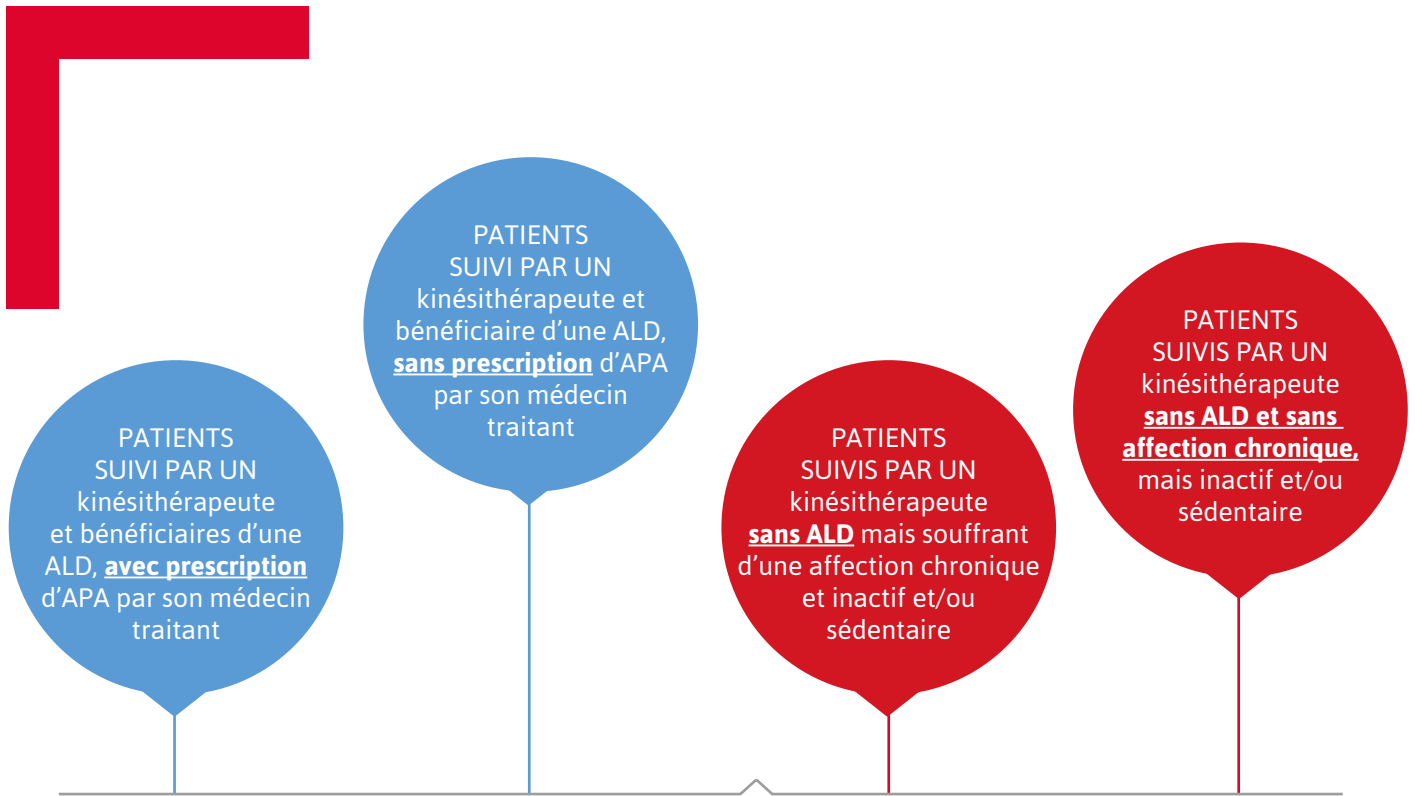 PATIENTS
SUIVI PAR UN
kinésithérapeute
et bénéficiaires d’une
ALD, avec prescription
d’APA par son médecin
traitant
PATIENTS
SUIVI PAR UN
kinésithérapeute et
bénéficiaire d’une ALD,
sans prescription d’APA
par son médecin
traitant
PATIENTS
SUIVIS PAR UN
kinésithérapeute
sans ALD mais souffrant
d’une affection chronique
et inactif et/ou
sédentaire
PATIENTS
SUIVIS PAR UN
kinésithérapeute
sans ALD et sans
affection chronique,
mais inactif et/ou
sédentaire